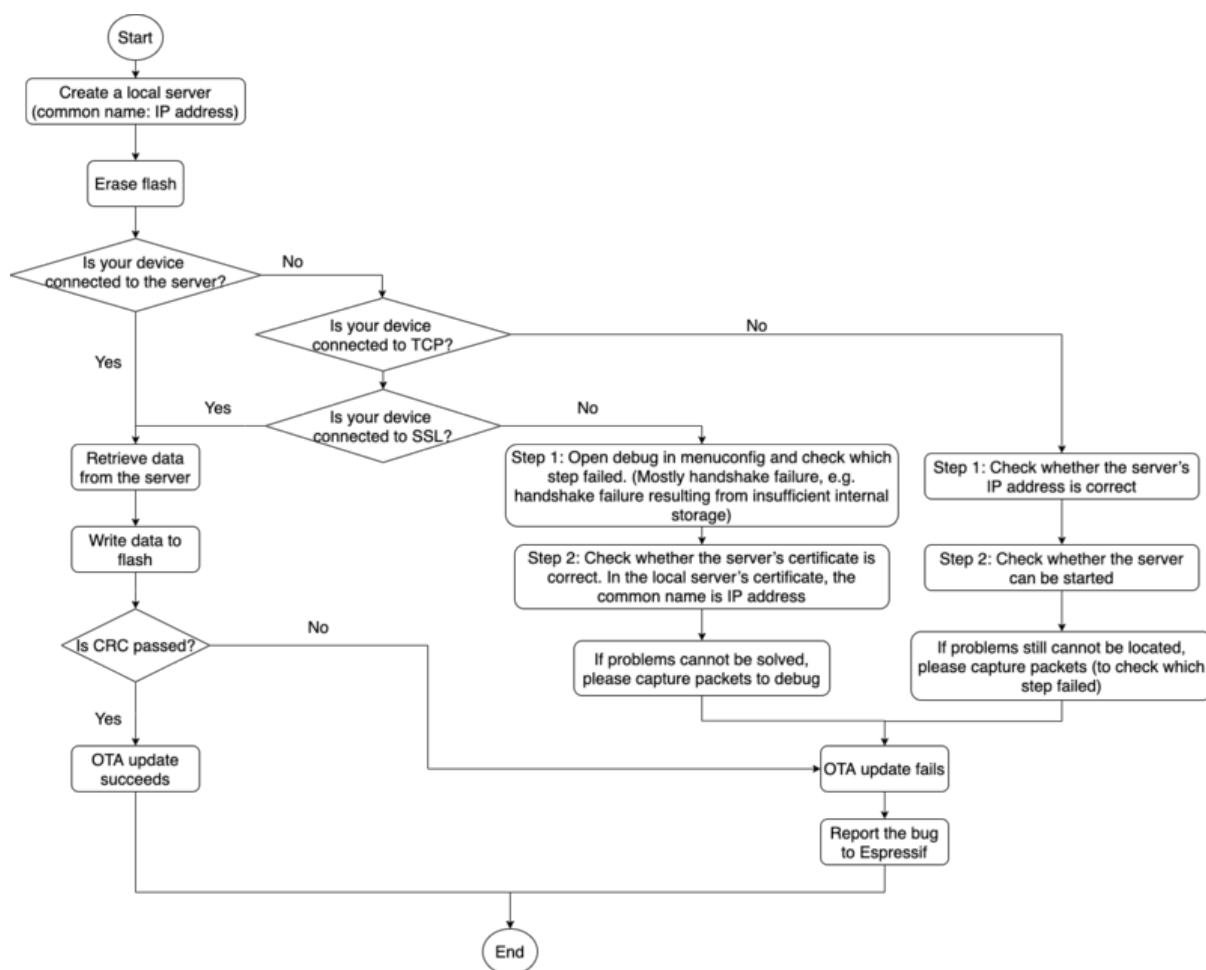 Start
Create a local server
(common name: IP address)
Erase flash
Is your device
connected to the server?
No
Is your device
connected to TCP?
No
Yes
Yes
Is your device
connected to SSL?
No
Retrieve data
from the server
Step 1: Open debug in menuconfig and check which
step failed. (Mostly handshake failure, e.g.
handshake failure resulting from insufficient internal
storage)
Step 1: Check whether the server's
IP address is correct
Write data to
flash
Step 2: Check whether the server's certificate is
correct. In the local server's certificate, the
common name is IP address
Step 2: Check whether the server
can be started
Is CRC passed?
No
If problems cannot be solved,
please capture packets to debug
If problems still cannot be located,
please capture packets (to check which
step failed)
Yes
OTA update
succeeds
OTA update fails
Report the bug
to Espressif
End